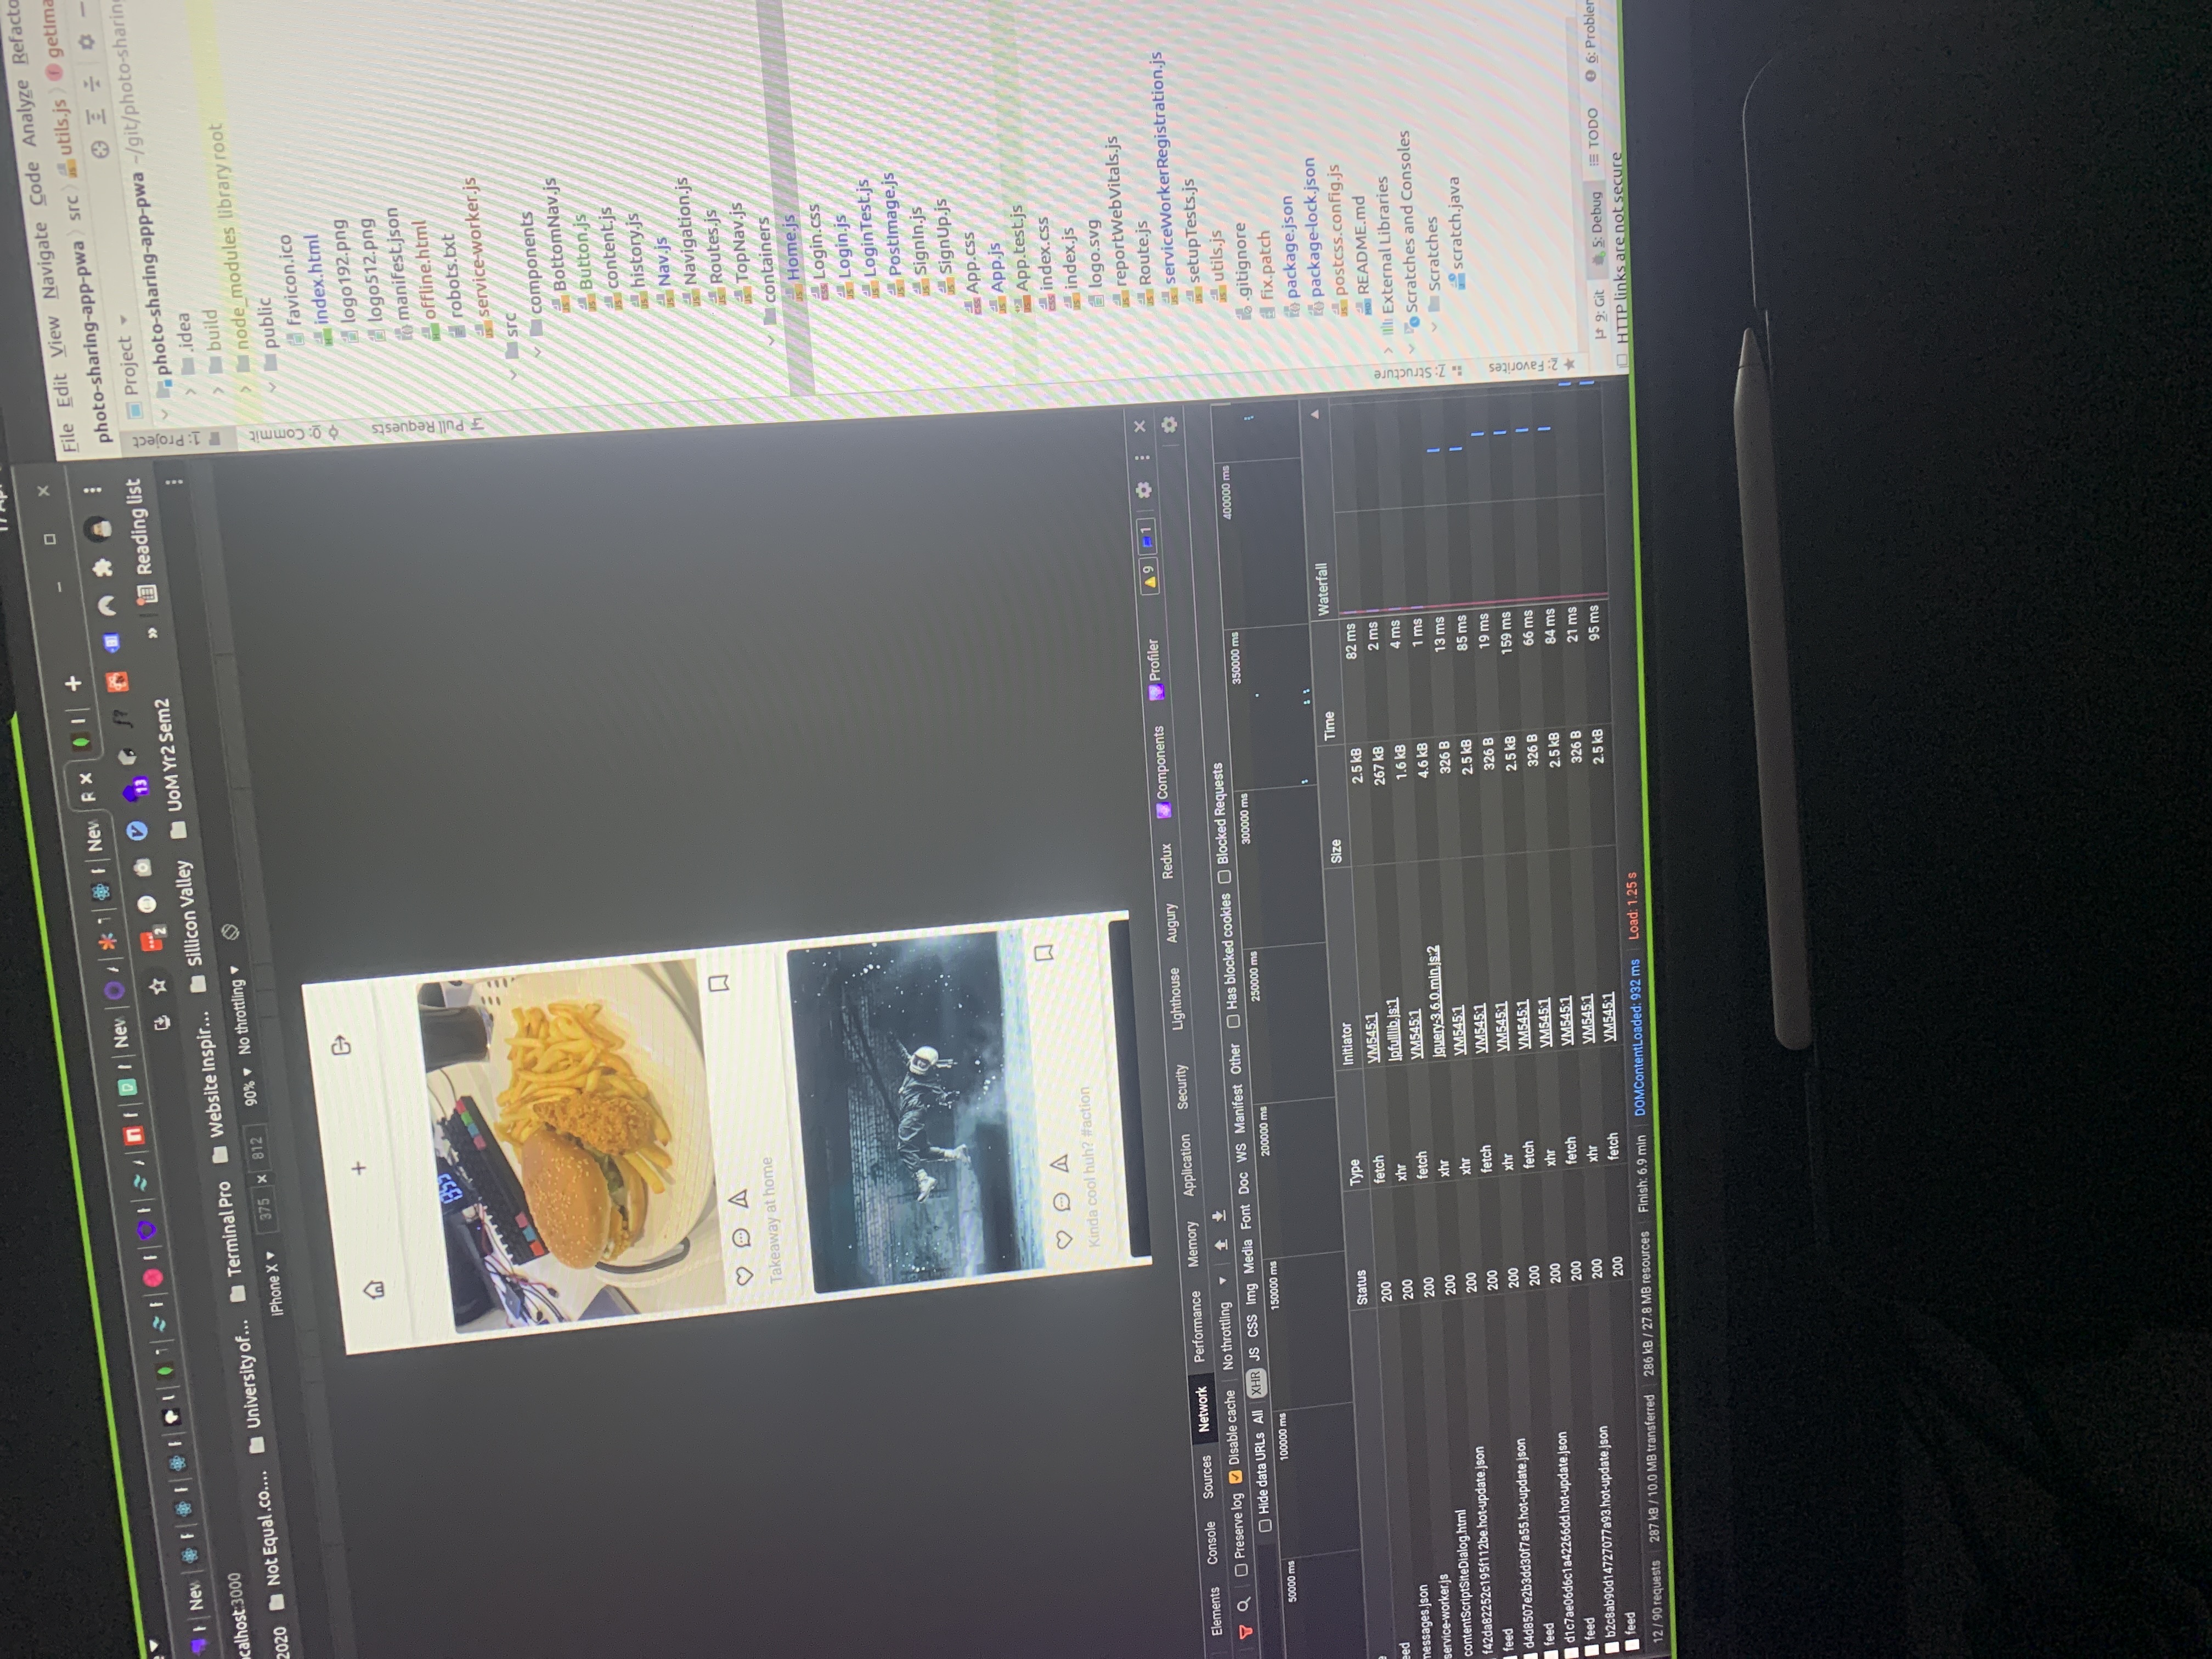 New
New
New
R
2
13
Reading list
calhost:3000
2020
Not Equal .co....
University of...
Terminal Pro
Website Inspir...
Sillicon Valley
UoM Yr2 Sem2
iPhone X
375
×
812
90%
No throttling
Takeaway at home
Kinda cool huh? #action
Elements
Console
Sources
Network
Performance
Memory
Application
Security
Lighthouse
Augury
Redux
Components
Profiler
9
1
Preserve log
Disable cache
No throttling
Hide data URLs
All
XHR
JS
CSS
Img
Media
Font
Doc
WS
Manifest
Other
Has blocked cookies
Blocked Requests
50000 ms
100000 ms
150000 ms
200000 ms
250000 ms
300000 ms
350000 ms
400000 ms
Status Type Initiator Size Time Waterfall
eed 200 fetch VM545:1 2.5 kB 82 ms
messages.json 200 xhr lpfulllib.js:1 267 kB 2 ms
service-worker.js 200 fetch VM545:1 1.6 kB 4 ms
contentScriptSiteDialog.html 200 xhr jquery-3.6.0.min.js:2 4.6 kB 1 ms
f42da82252c195f112be.hot-update.json 200 xhr VM545:1 326 B 13 ms
feed 200 fetch VM545:1 2.5 kB 85 ms
d4d8507e2b3dd30f7a55.hot-update.json 200 xhr VM545:1 326 B 19 ms
feed 200 fetch VM545:1 2.5 kB 159 ms
d1c7ae06d6c1a42266dd.hot-update.json 200 xhr VM545:1 326 B 66 ms
feed 200 fetch VM545:1 2.5 kB 84 ms
b2c8ab90d14727077a93.hot-update.json 200 xhr VM545:1 326 B 21 ms
feed 200 fetch VM545:1 2.5 kB 95 ms
12 / 90 requests
287 kB / 10.0 MB transferred
286 kB / 27.8 MB resources
Finish: 6.9 min
DOMContentLoaded: 932 ms
Load: 1.25 s
File Edit View Navigate Code Analyze Refacto
photo-sharing-app-pwa
src
utils.js
getIma
Project
1: Project
0: Commit
Pull Requests
Z: Structure
2: Favorites
photo-sharing-app-pwa ~/git/photo-sharing
.idea
build
node_modules library root
public
favicon.ico
index.html
logo192.png
logo512.png
manifest.json
offline.html
robots.txt
service-worker.js
src
components
BottomNav.js
Button.js
content.js
history.js
Nav.js
Navigation.js
Routes.js
TopNav.js
containers
Home.js
Login.css
Login.js
LoginTest.js
PostImage.js
SignIn.js
SignUp.js
App.css
App.js
App.test.js
index.css
index.js
logo.svg
reportWebVitals.js
Route.js
serviceWorkerRegistration.js
setupTests.js
utils.js
.gitignore
fix.patch
package.json
package-lock.json
postcss.config.js
README.md
External Libraries
Scratches and Consoles
Scratches
scratch.java
9: Git
5: Debug
TODO
6: Problem
HTTP links are not secure